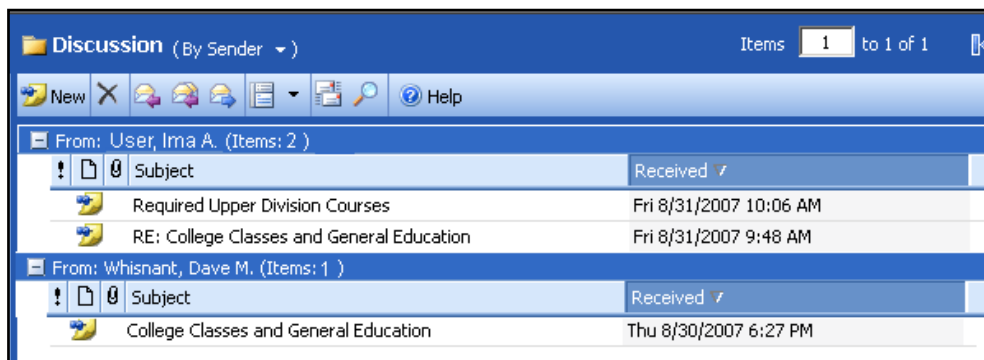 Discussion (By Sender ▾) Items 1 to 1 of 1
New Help
From: User, Ima A. (Items: 2 )
! Subject Received
Required Upper Division Courses Fri 8/31/2007 10:06 AM
RE: College Classes and General Education Fri 8/31/2007 9:48 AM
From: Whisnant, Dave M. (Items: 1 )
! Subject Received
College Classes and General Education Thu 8/30/2007 6:27 PM